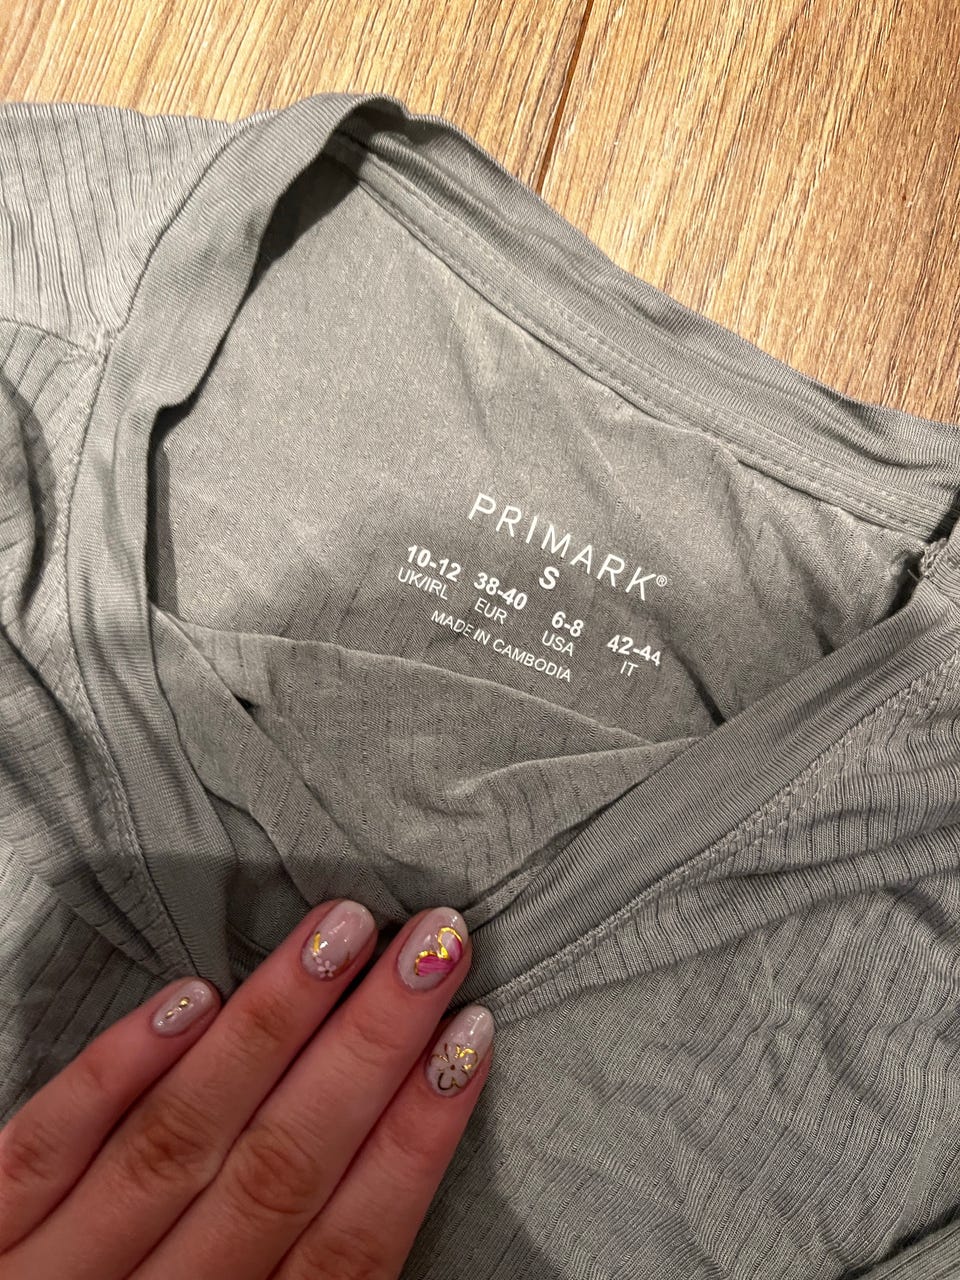 PRIMARK®
S
10-12 38-40 6-8 42-44
UK/IRL EUR USA IT
MADE IN CAMBODIA